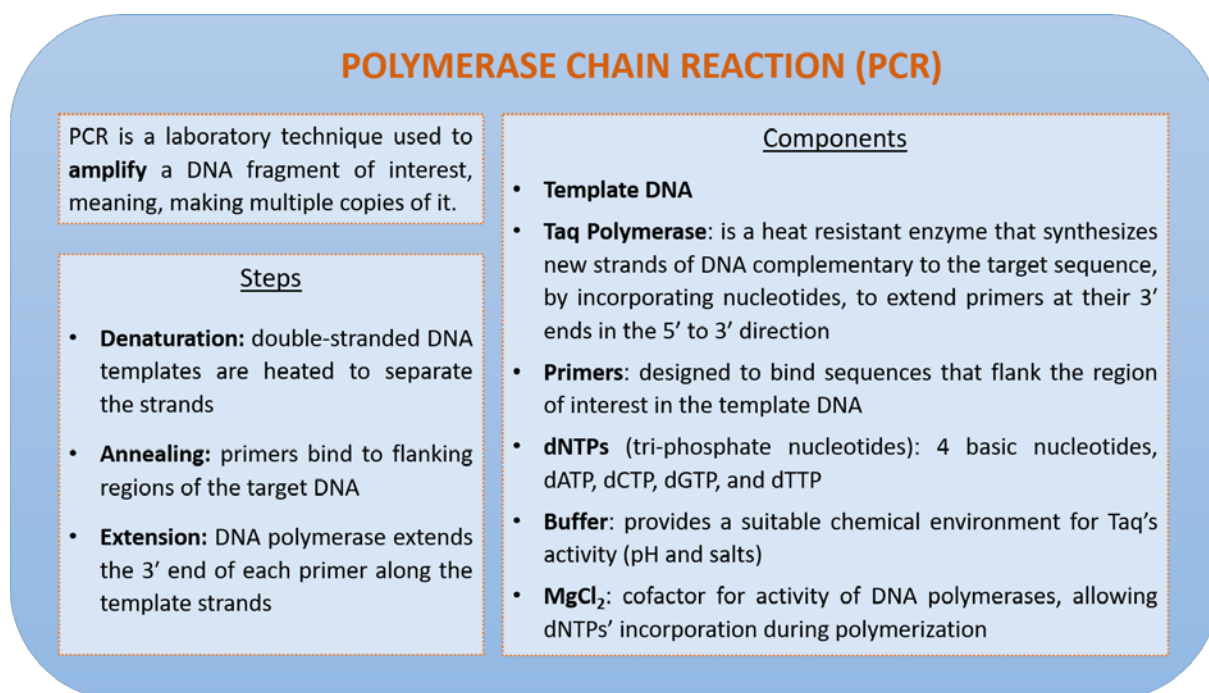 POLYMERASE CHAIN REACTION (PCR)
PCR is a laboratory technique used to
amplify a DNA fragment of interest,
meaning, making multiple copies of it.
Steps
• Denaturation: double-stranded DNA
templates are heated to separate
the strands
• Annealing: primers bind to flanking
regions of the target DNA
• Extension: DNA polymerase extends
the 3′ end of each primer along the
template strands
Components
• Template DNA
• Taq Polymerase: is a heat resistant enzyme that synthesizes
new strands of DNA complementary to the target sequence,
by incorporating nucleotides, to extend primers at their 3′
ends in the 5′ to 3′ direction
• Primers: designed to bind sequences that flank the region
of interest in the template DNA
• dNTPs (tri-phosphate nucleotides): 4 basic nucleotides,
dATP, dCTP, dGTP, and dTTP
• Buffer: provides a suitable chemical environment for Taq’s
activity (pH and salts)
• MgCl₂: cofactor for activity of DNA polymerases, allowing
dNTPs’ incorporation during polymerization